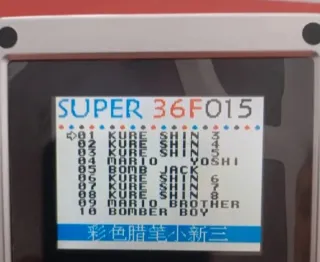 SUPER 36F015
01 KURE SHIN 3
02 KURE SHIN 4
03 KURE SHIN 5
04 MARIO YOSHI
05 BOMB JACK
06 KURE SHIN 6
07 KURE SHIN 7
08 KURE SHIN 8
09 MARIO BROTHER
10 BOMBER BOY
彩色腊笔小新三